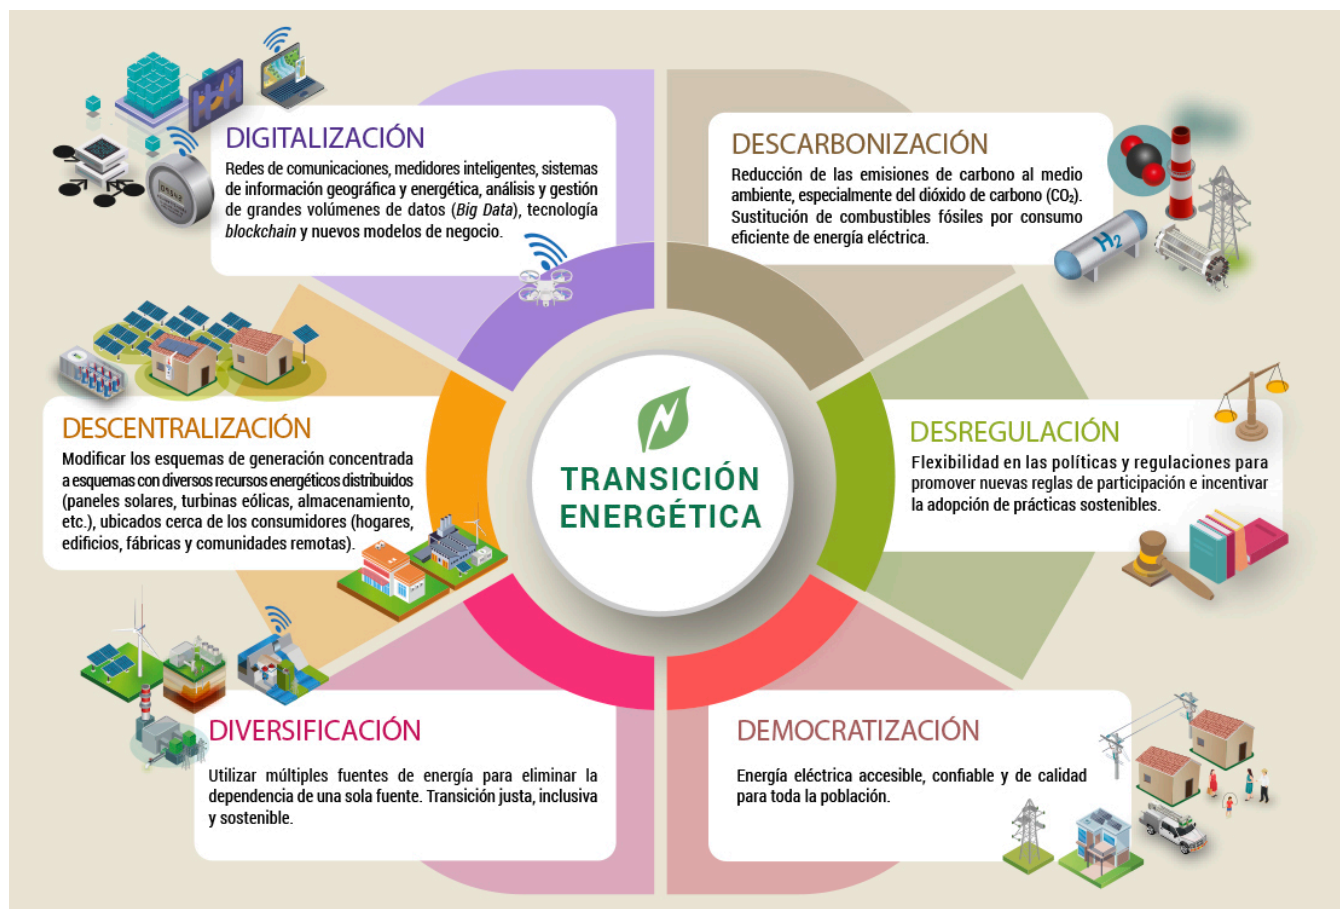 DIGITALIZACIÓN
Redes de comunicaciones, medidores inteligentes, sistemas
de información geográfica y energética, análisis y gestión
de grandes volúmenes de datos (Big Data), tecnología
blockchain y nuevos modelos de negocio.
DESCARBONIZACIÓN
Reducción de las emisiones de carbono al medio
ambiente, especialmente del dióxido de carbono (CO₂).
Sustitución de combustibles fósiles por consumo
eficiente de energía eléctrica.
H₂
DESCENTRALIZACIÓN
Modificar los esquemas de generación concentrada
a esquemas con diversos recursos energéticos distribuidos
(paneles solares, turbinas eólicas, almacenamiento,
etc.), ubicados cerca de los consumidores (hogares,
edificios, fábricas y comunidades remotas).
TRANSICIÓN
ENERGÉTICA
DESREGULACIÓN
Flexibilidad en las políticas y regulaciones para
promover nuevas reglas de participación e incentivar
la adopción de prácticas sostenibles.
DIVERSIFICACIÓN
Utilizar múltiples fuentes de energía para eliminar la
dependencia de una sola fuente. Transición justa, inclusiva
y sostenible.
DEMOCRATIZACIÓN
Energía eléctrica accesible, confiable y de calidad
para toda la población.